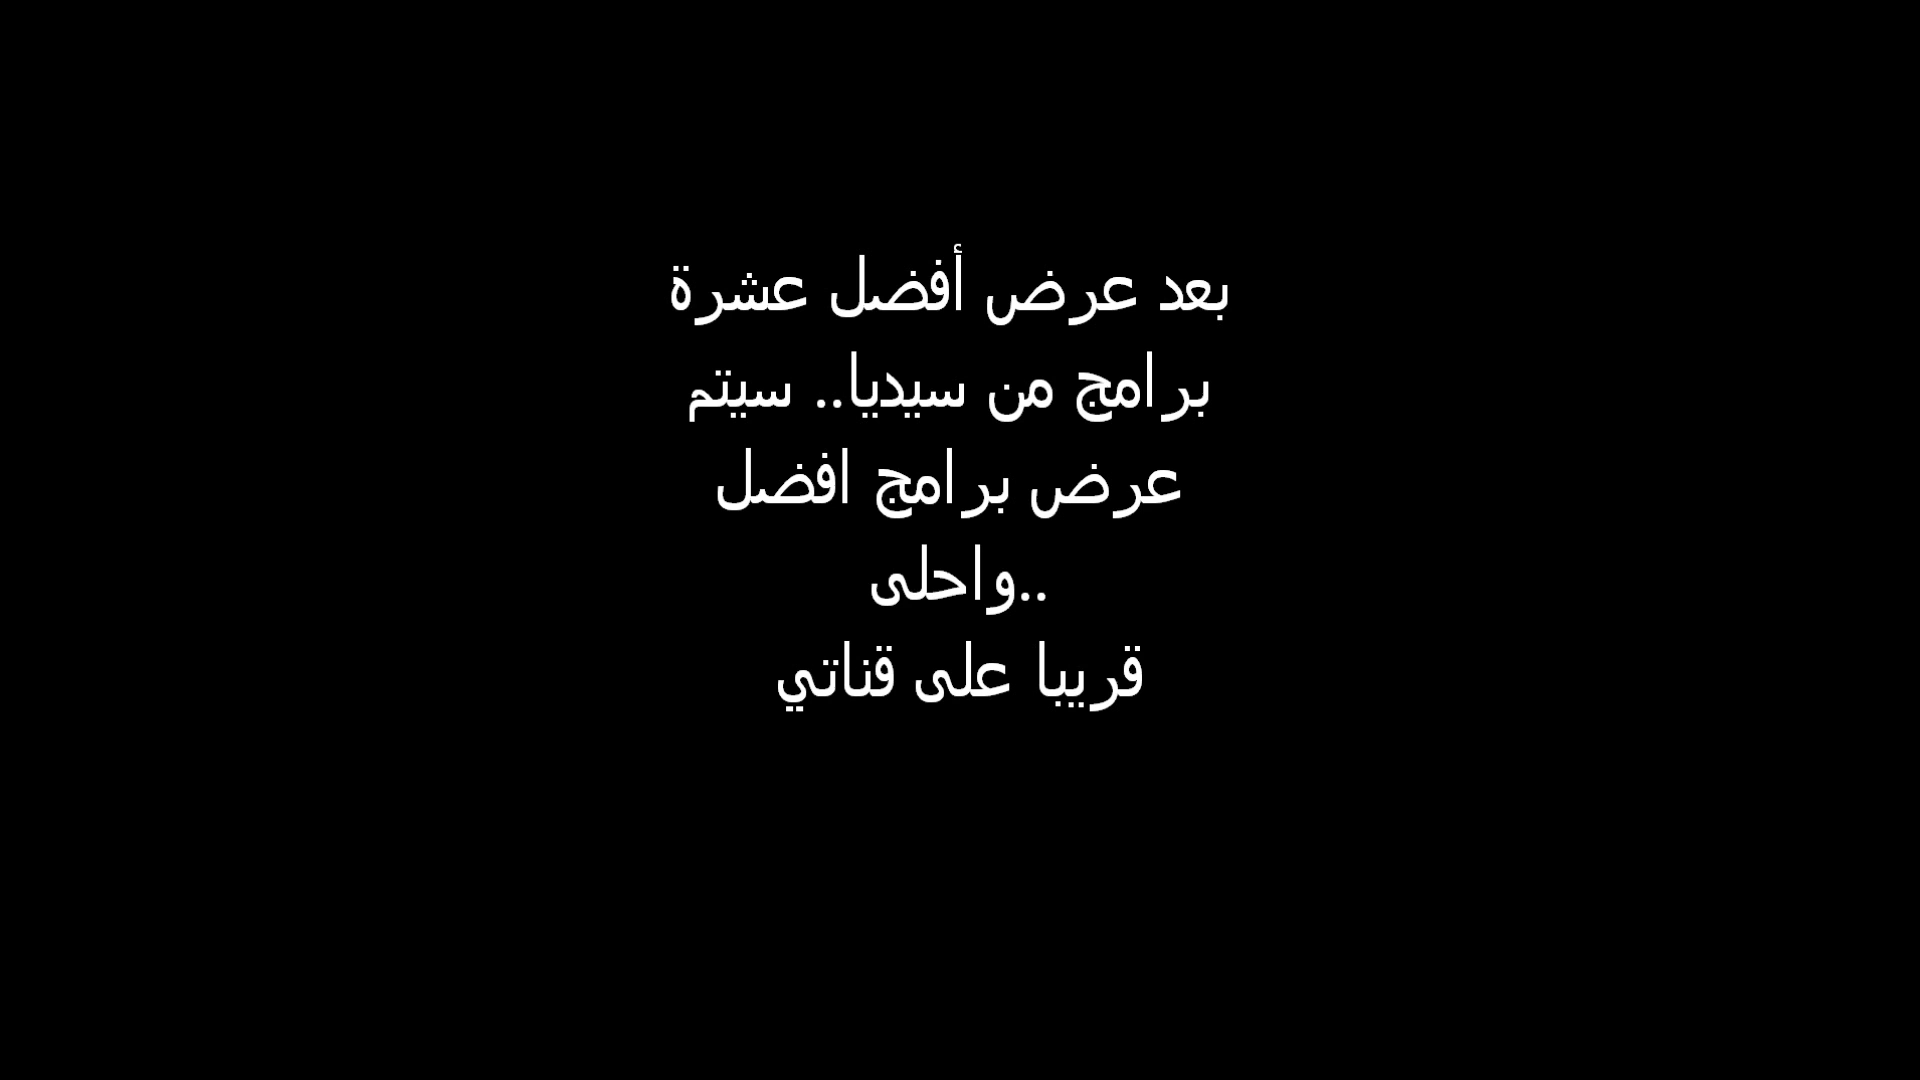 بعد عرض أفضل عشرة
برامج من سيديا.. سيتم
عرض برامج افضل
..واحلى
قريبا على قناتي